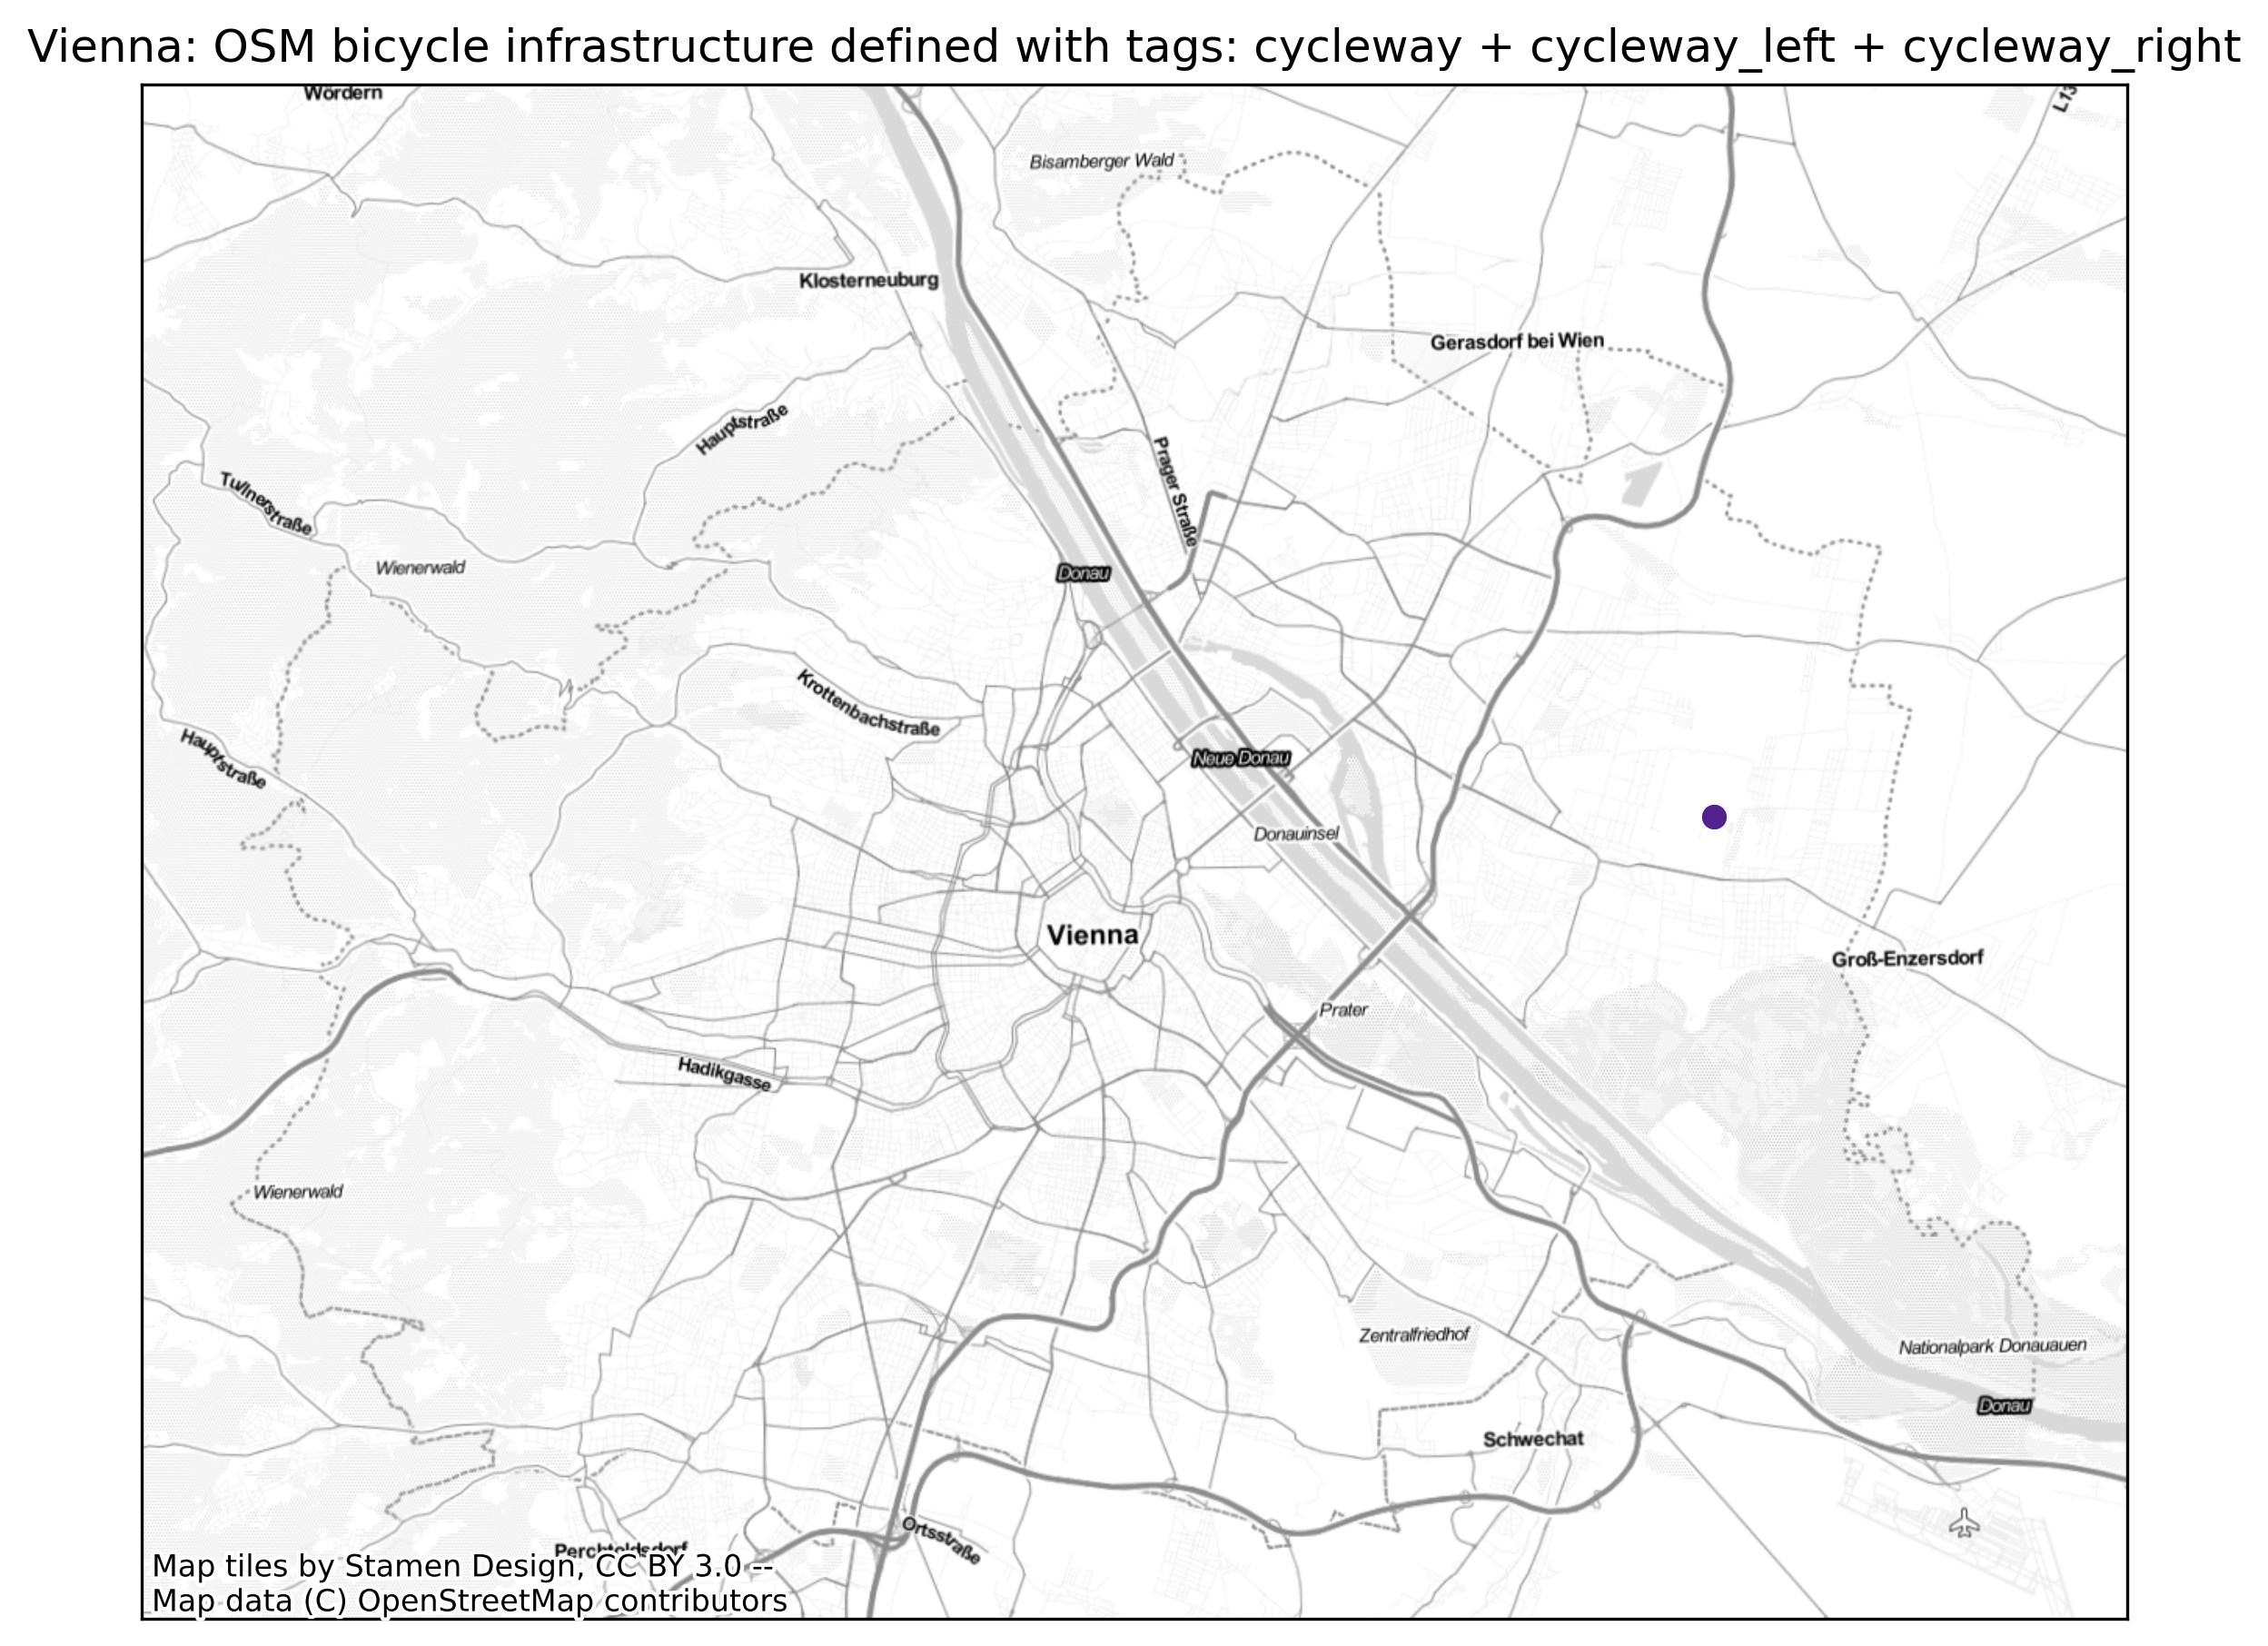 Vienna: OSM bicycle infrastructure defined with tags: cycleway + cycleway_left + cycleway_right
Wördern
L13
Bisamberger Wald
Klosterneuburg
Gerasdorf bei Wien
Hauptstraße
Prager Straße
Tullnerstraße
Wienerwald
Donau
Krottenbachstraße
Hauptstraße
Neue Donau
Donauinsel
Vienna
Groß-Enzersdorf
Prater
Hadikgasse
Wienerwald
Zentralfriedhof
Nationalpark Donauauen
Donau
Schwechat
Ortsstraße
Perchtoldsdorf
Map tiles by Stamen Design, CC BY 3.0 --
Map data (C) OpenStreetMap contributors